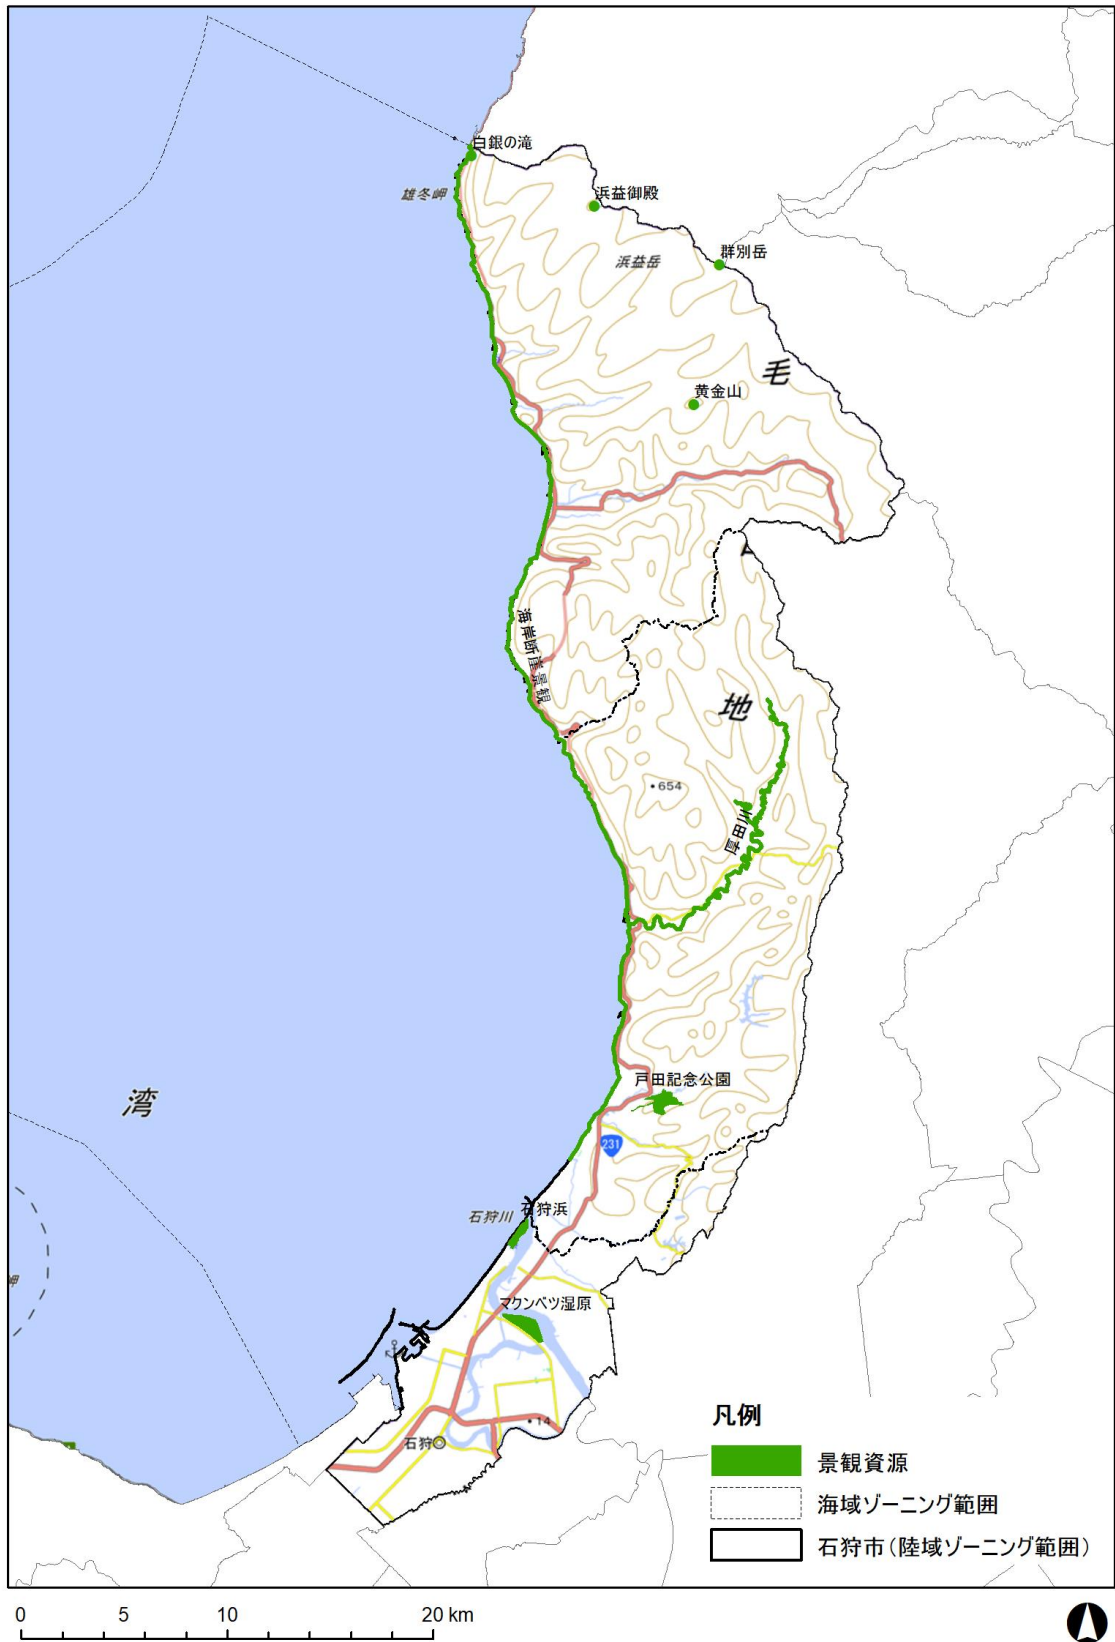 白銀の滝
雄冬岬
浜益御殿
群別岳
浜益岳
毛
黄金山
海岸断崖景観
地
・654
厚田川
湾
戸田記念公園
231
石狩浜
石狩川
岬
マクンベツ湿原
・14
石狩◎
凡例
景観資源
海域ゾーニング範囲
石狩市(陸域ゾーニング範囲)
0 5 10 20 km